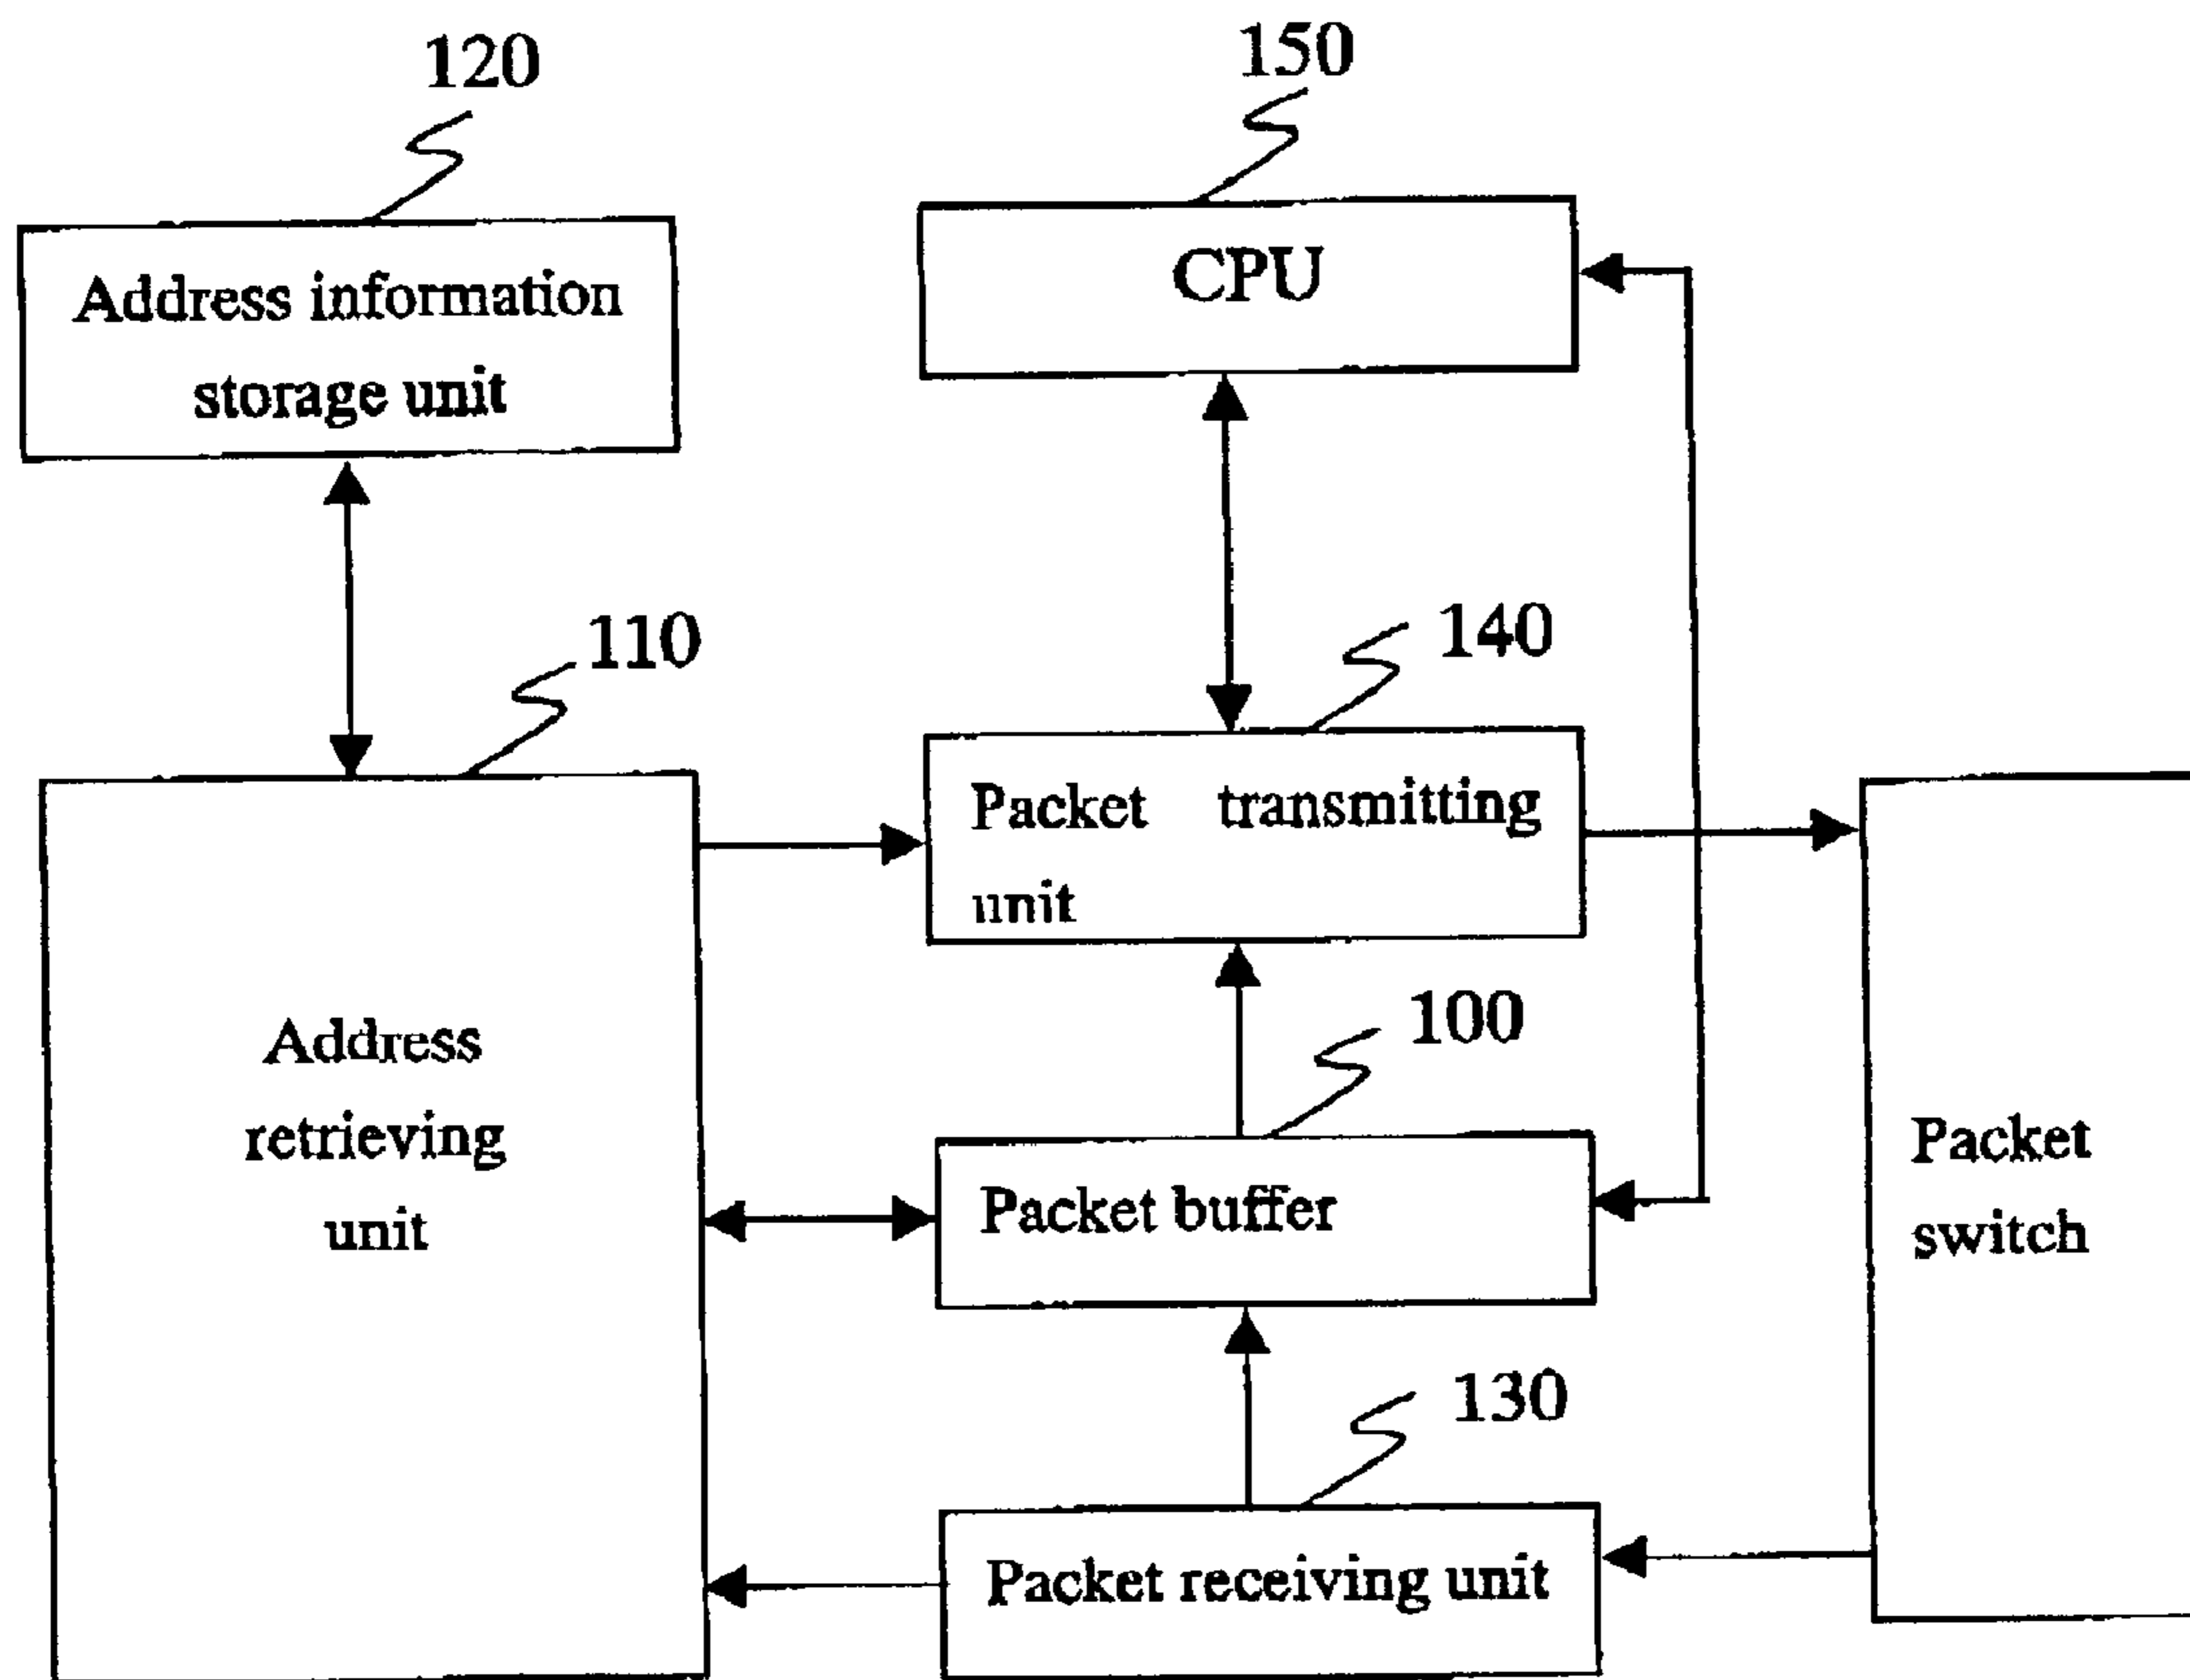 120
150
Address information
storage unit
CPU
110
140
Packet transmitting
unit
100
Address
retrieving
unit
Packet buffer
Packet
switch
130
Packet receiving unit